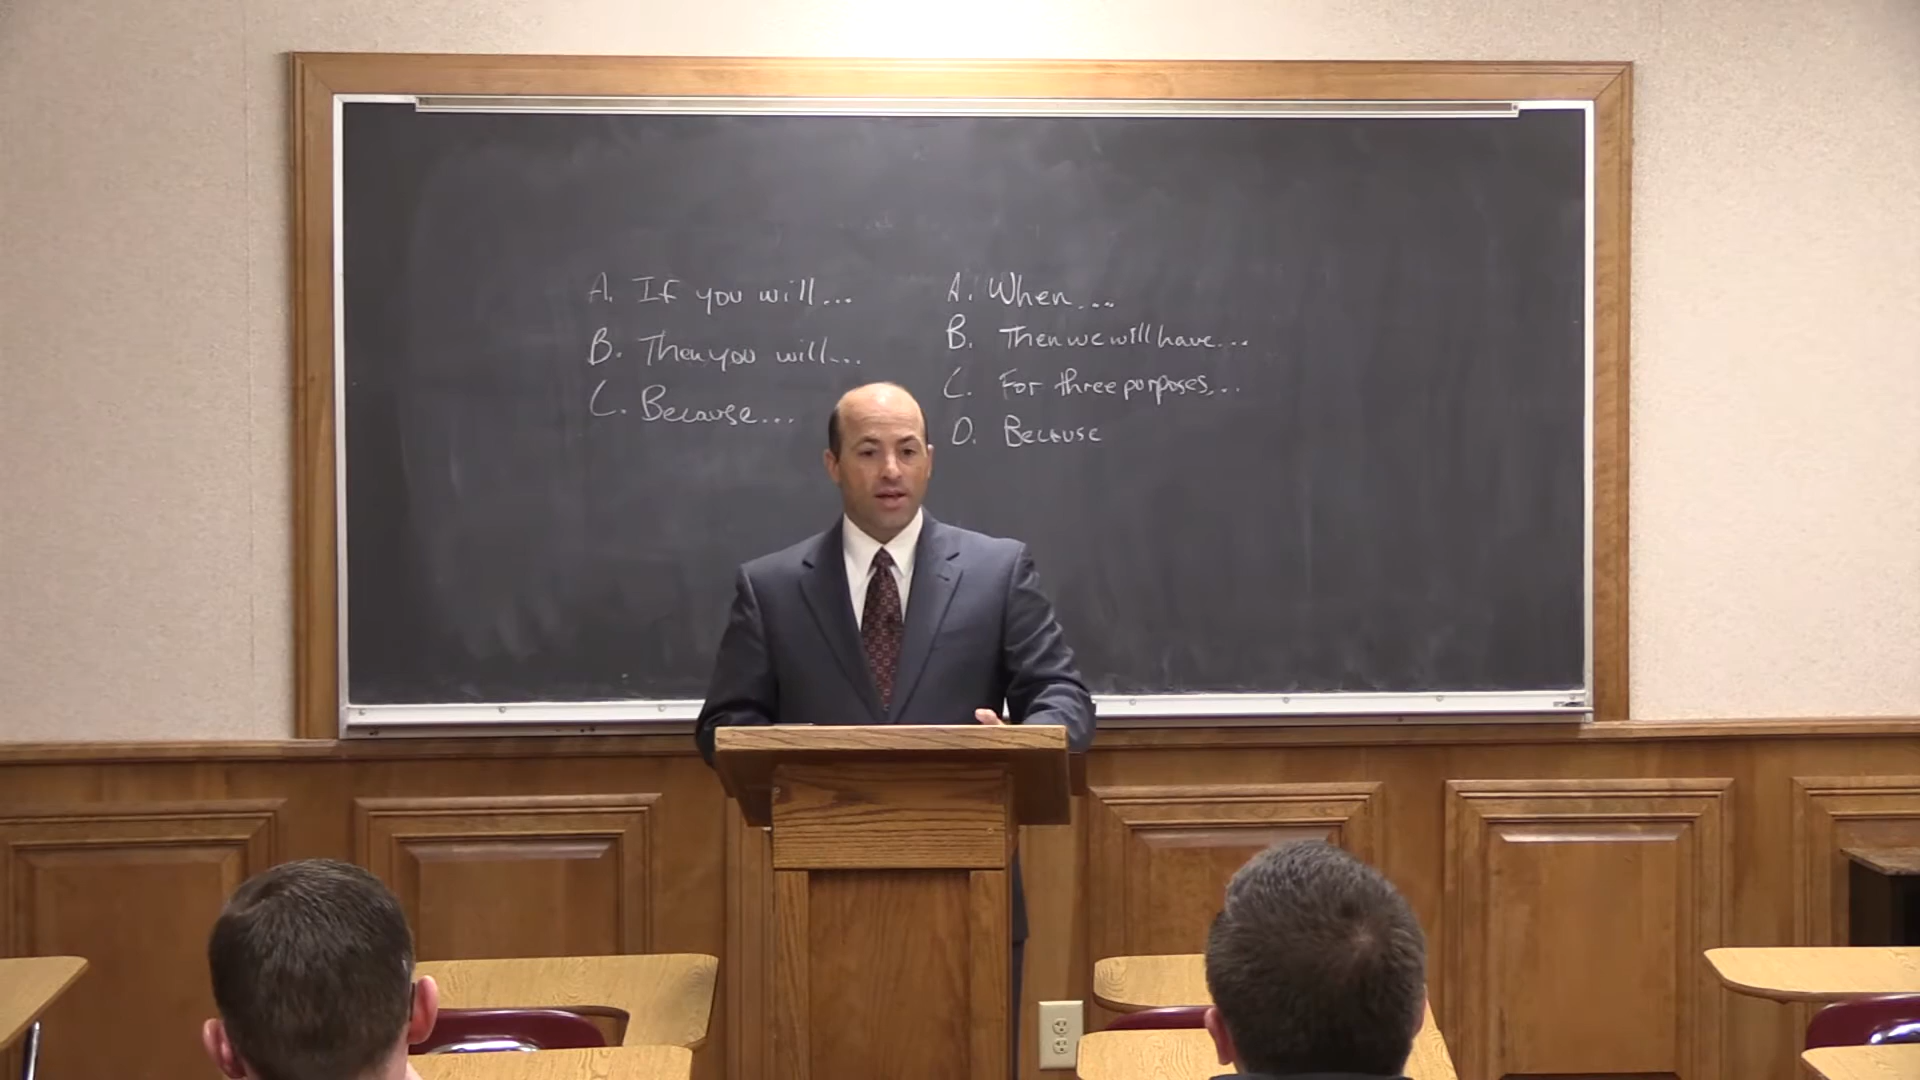 A. If you will...
B. Then you will...
C. Because...
A. When...
B. Then we will have...
C. For three purposes...
D. Because